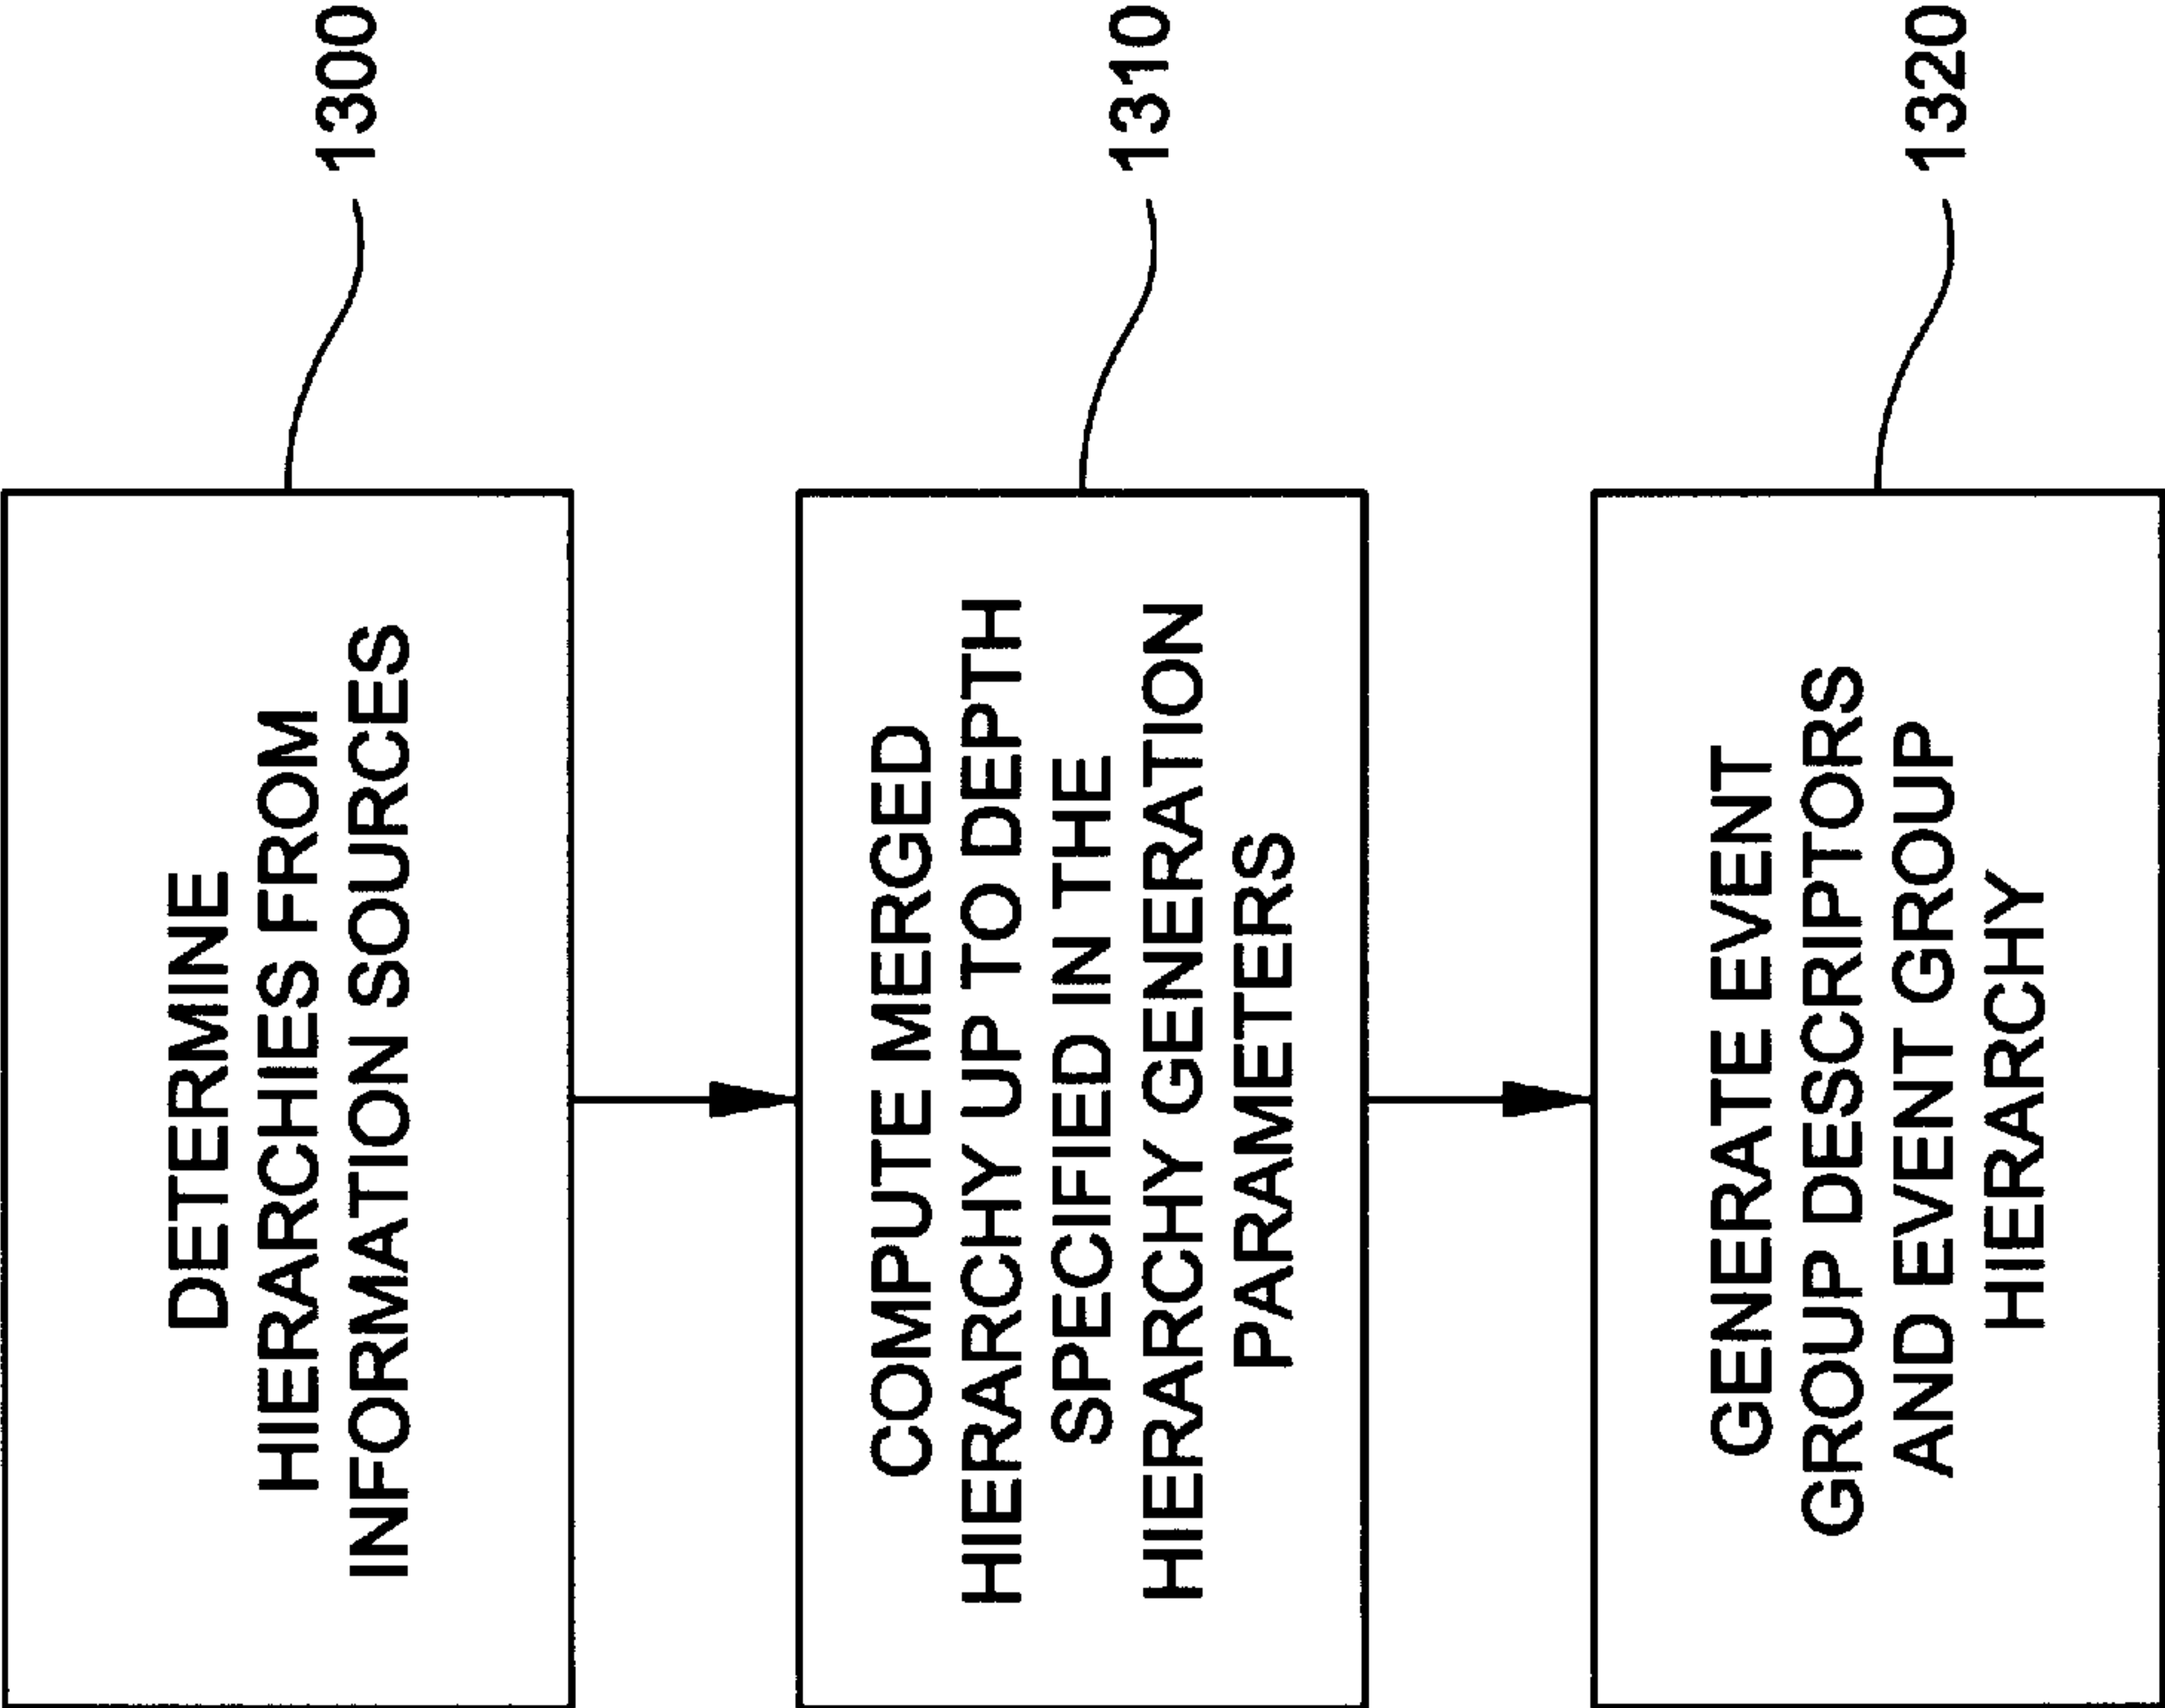 DETERMINE
HIERARCHIES FROM
INFORMATION SOURCES
1300
COMPUTE MERGED
HIERARCHY UP TO DEPTH
SPECIFIED IN THE
HIERARCHY GENERATION
PARAMETERS
1310
GENERATE EVENT
GROUP DESCRIPTORS
AND EVENT GROUP
HIERARCHY
1320